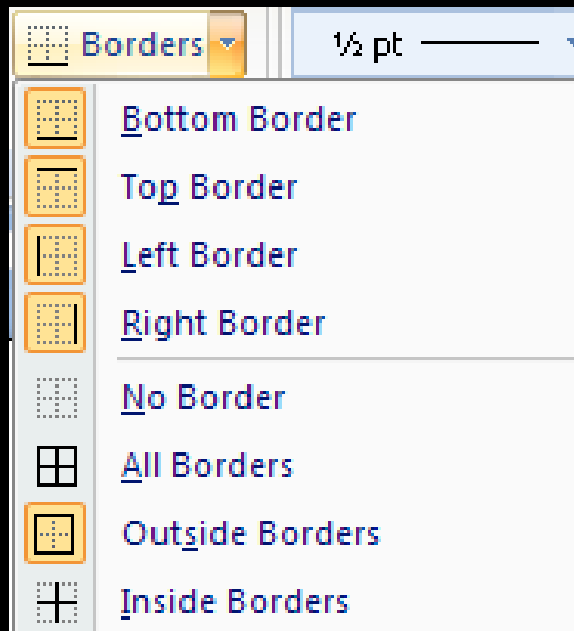 Borders ½ pt
Bottom Border
Top Border
Left Border
Right Border
No Border
All Borders
Outside Borders
Inside Borders